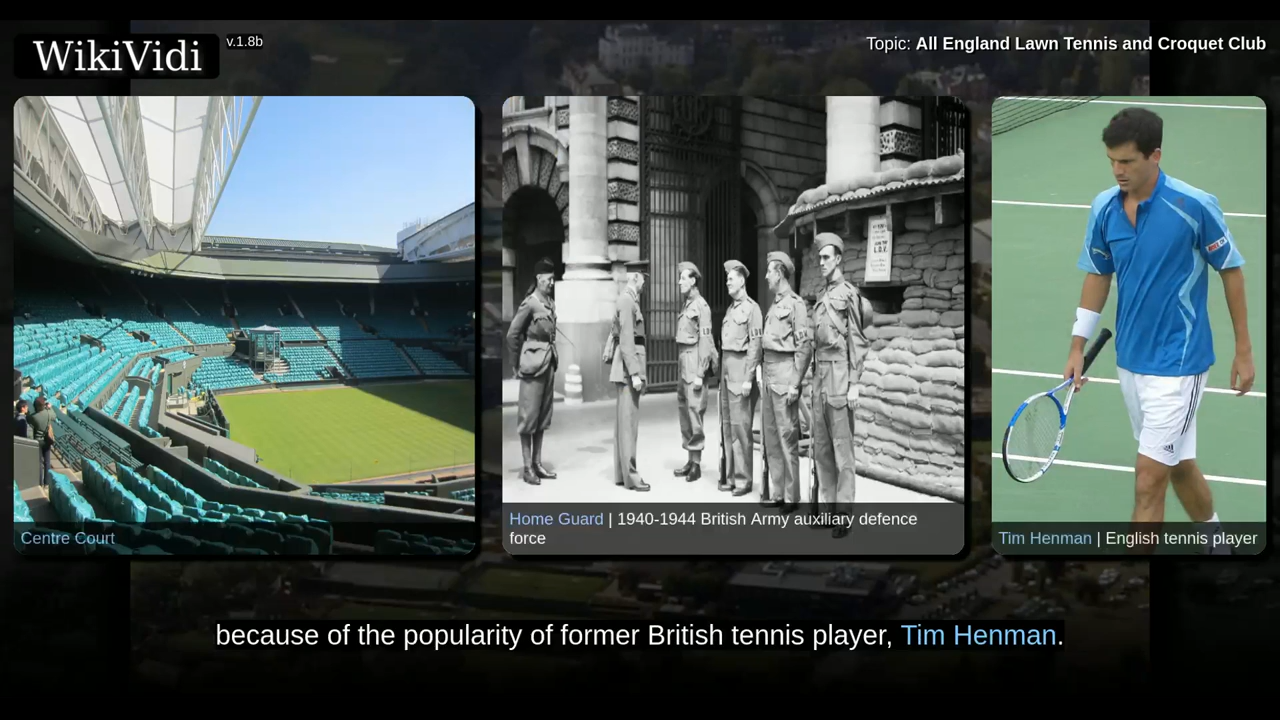 WikiVidi v.1.8b
Topic: All England Lawn Tennis and Croquet Club
L.D.V.
Centre Court
Home Guard | 1940-1944 British Army auxiliary defence
force
Tim Henman | English tennis player
because of the popularity of former British tennis player, Tim Henman.